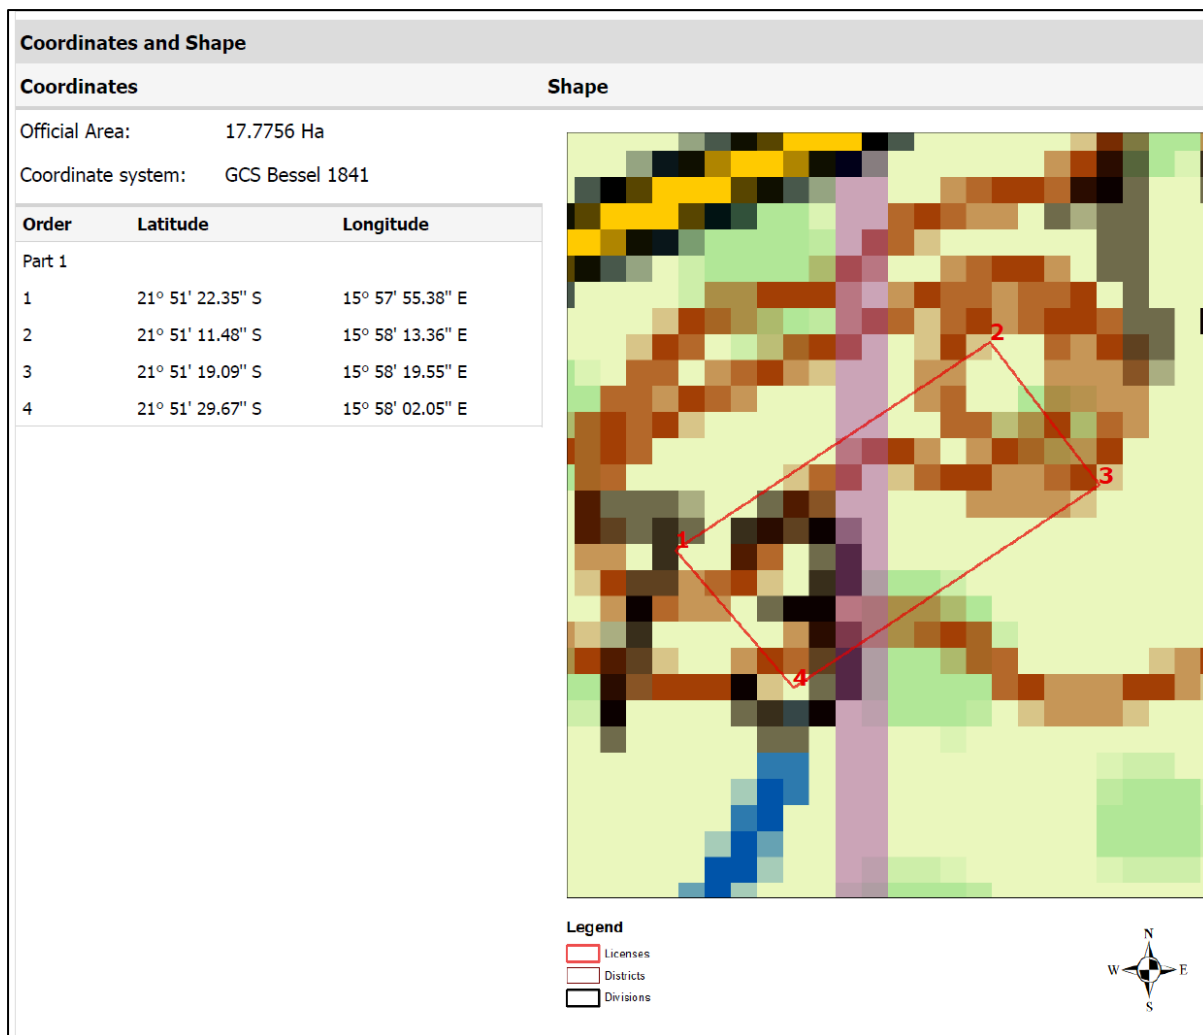 Coordinates and Shape
Coordinates
Shape
Official Area: 17.7756 Ha
Coordinate system: GCS Bessel 1841
Order Latitude Longitude
Part 1
1 21° 51' 22.35" S 15° 57' 55.38" E
2 21° 51' 11.48" S 15° 58' 13.36" E
3 21° 51' 19.09" S 15° 58' 19.55" E
4 21° 51' 29.67" S 15° 58' 02.05" E
2
3
1
4
Legend
Licenses
Districts
Divisions
N
W E
S